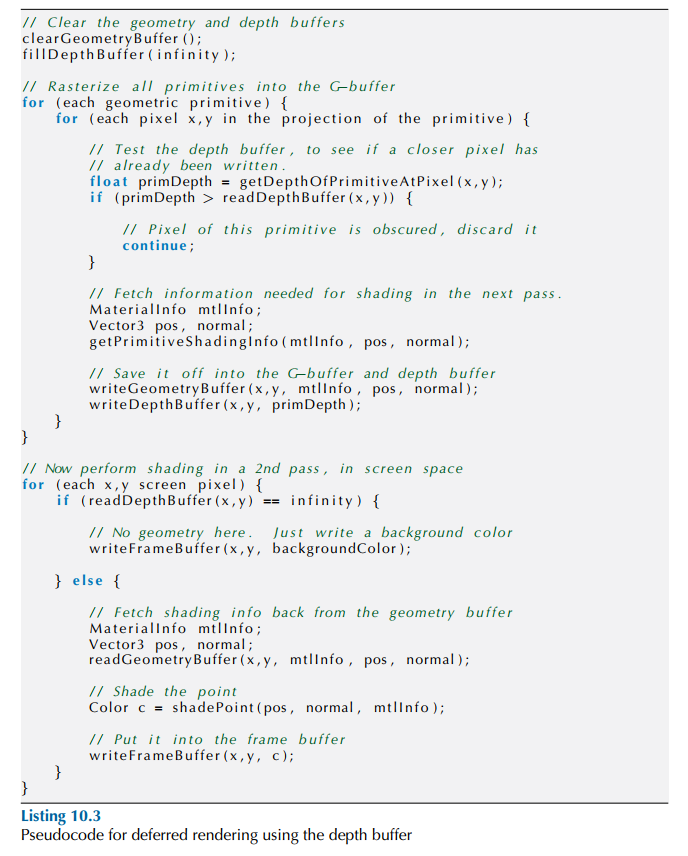 // Clear the geometry and depth buffers
clearGeometryBuffer();
fillDepthBuffer(infinity);
// Rasterize all primitives into the G-buffer
for (each geometric primitive) {
for (each pixel x,y in the projection of the primitive) {
// Test the depth buffer, to see if a closer pixel has
// already been written.
float primDepth = getDepthOfPrimitiveAtPixel(x,y);
if (primDepth > readDepthBuffer(x,y)) {
// Pixel of this primitive is obscured, discard it
continue;
}
// Fetch information needed for shading in the next pass.
MaterialInfo mtlInfo;
Vector3 pos, normal;
getPrimitiveShadingInfo(mtlInfo, pos, normal);
// Save it off into the G-buffer and depth buffer
writeGeometryBuffer(x,y, mtlInfo, pos, normal);
writeDepthBuffer(x,y, primDepth);
}
}
// Now perform shading in a 2nd pass, in screen space
for (each x,y screen pixel) {
if (readDepthBuffer(x,y) == infinity) {
// No geometry here. Just write a background color
writeFrameBuffer(x,y, backgroundColor);
} else {
// Fetch shading info back from the geometry buffer
MaterialInfo mtlInfo;
Vector3 pos, normal;
readGeometryBuffer(x,y, mtlInfo, pos, normal);
// Shade the point
Color c = shadePoint(pos, normal, mtlInfo);
// Put it into the frame buffer
writeFrameBuffer(x,y, c);
}
}
Listing 10.3
Pseudocode for deferred rendering using the depth buffer